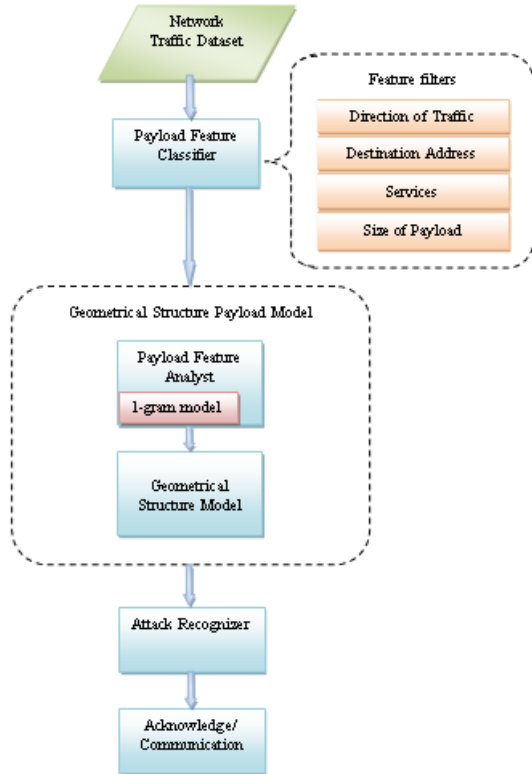 Network
Traffic Dataset
Feature filters
Direction of Traffic
Destination Address
Services
Size of Payload
Payload Feature
Classifier
Geometrical Structure Payload Model
Payload Feature
Analyst
1-gram model
Geometrical
Structure Model
Attack Recognizer
Acknowledge/
Communication